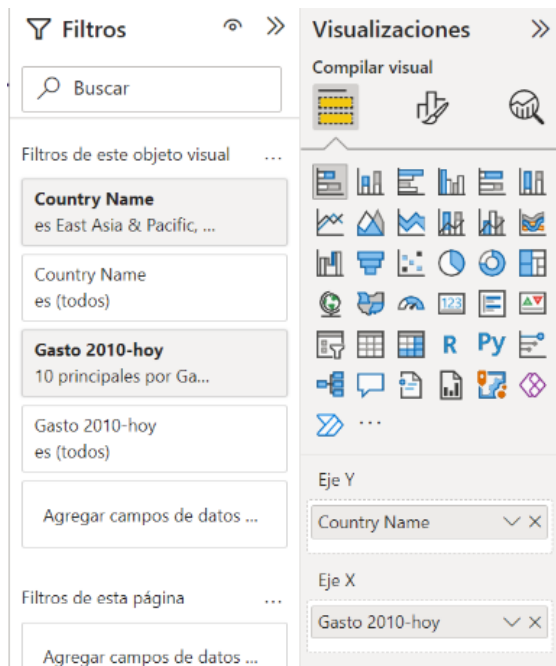 Filtros
Buscar
Filtros de este objeto visual ...
Country Name
es East Asia & Pacific, ...
Country Name
es (todos)
Gasto 2010-hoy
10 principales por Ga...
Gasto 2010-hoy
es (todos)
Agregar campos de datos ...
Filtros de esta página ...
Agregar campos de datos ...
Visualizaciones
Compilar visual
123
R Py
...
Eje Y
Country Name
Eje X
Gasto 2010-hoy